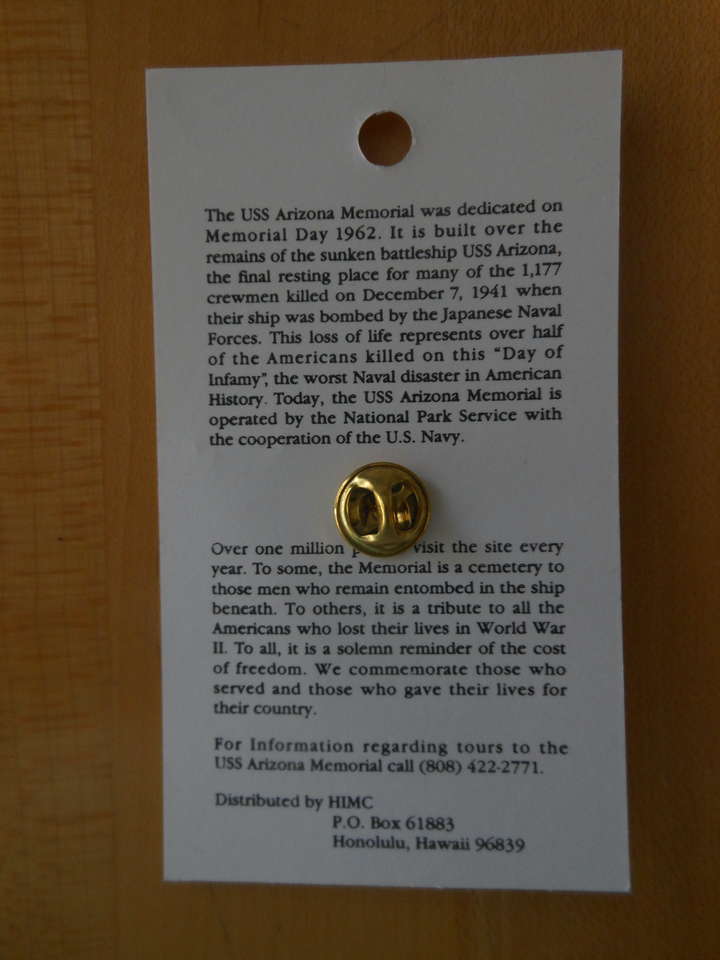 The USS Arizona Memorial was dedicated on
Memorial Day 1962. It is built over the
remains of the sunken battleship USS Arizona,
the final resting place for many of the 1,177
crewmen killed on December 7, 1941 when
their ship was bombed by the Japanese Naval
Forces. This loss of life represents over half
of the Americans killed on this “Day of
Infamy”, the worst Naval disaster in American
History. Today, the USS Arizona Memorial is
operated by the National Park Service with
the cooperation of the U.S. Navy.
Over one million visit the site every
year. To some, the Memorial is a cemetery to
those men who remain entombed in the ship
beneath. To others, it is a tribute to all the
Americans who lost their lives in World War
II. To all, it is a solemn reminder of the cost
of freedom. We commemorate those who
served and those who gave their lives for
their country.
For Information regarding tours to the
USS Arizona Memorial call (808) 422-2771.
Distributed by HIMC
P.O. Box 61883
Honolulu, Hawaii 96839